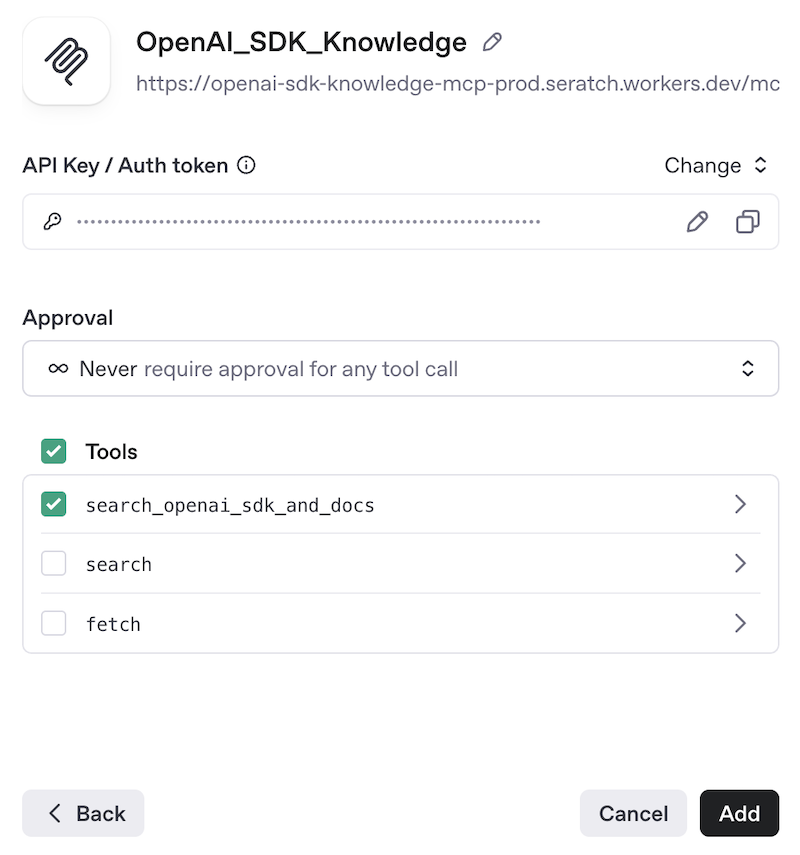 OpenAI_SDK_Knowledge
https://openai-sdk-knowledge-mcp-prod.seratch.workers.dev/mc
API Key / Auth token Change
Approval
Never require approval for any tool call
Tools
search_openai_sdk_and_docs
search
fetch
Back Cancel Add